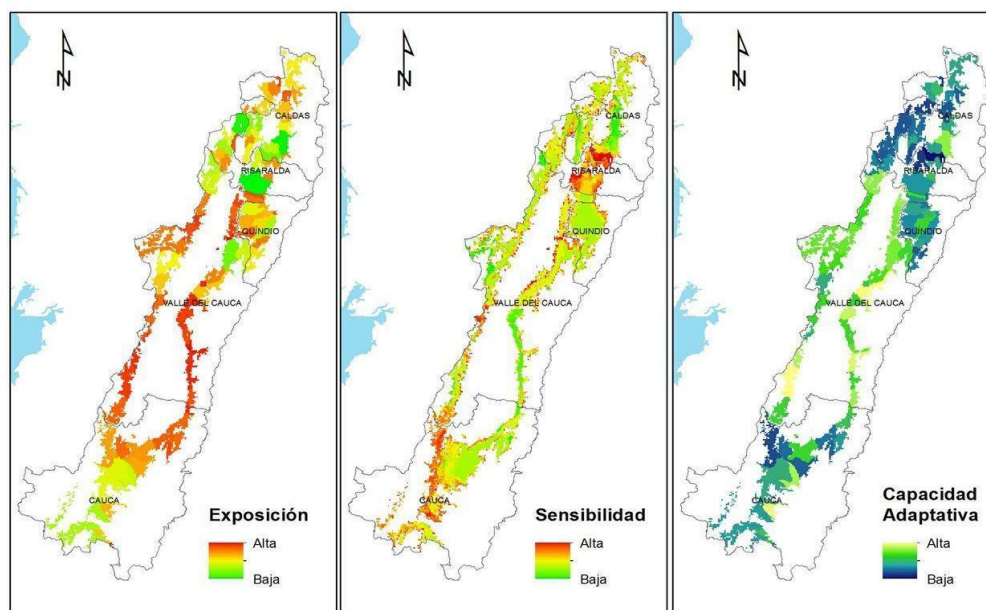 N
CALDAS
RISARALDA
QUINDIO
VALLE DEL CAUCA
CAUCA
Exposición
Alta
Baja
N
CALDAS
RISARALDA
QUINDIO
VALLE DEL CAUCA
CAUCA
Sensibilidad
Alta
Baja
N
CALDAS
RISARALDA
QUINDIO
VALLE DEL CAUCA
CAUCA
Capacidad
Adaptativa
Alta
Baja